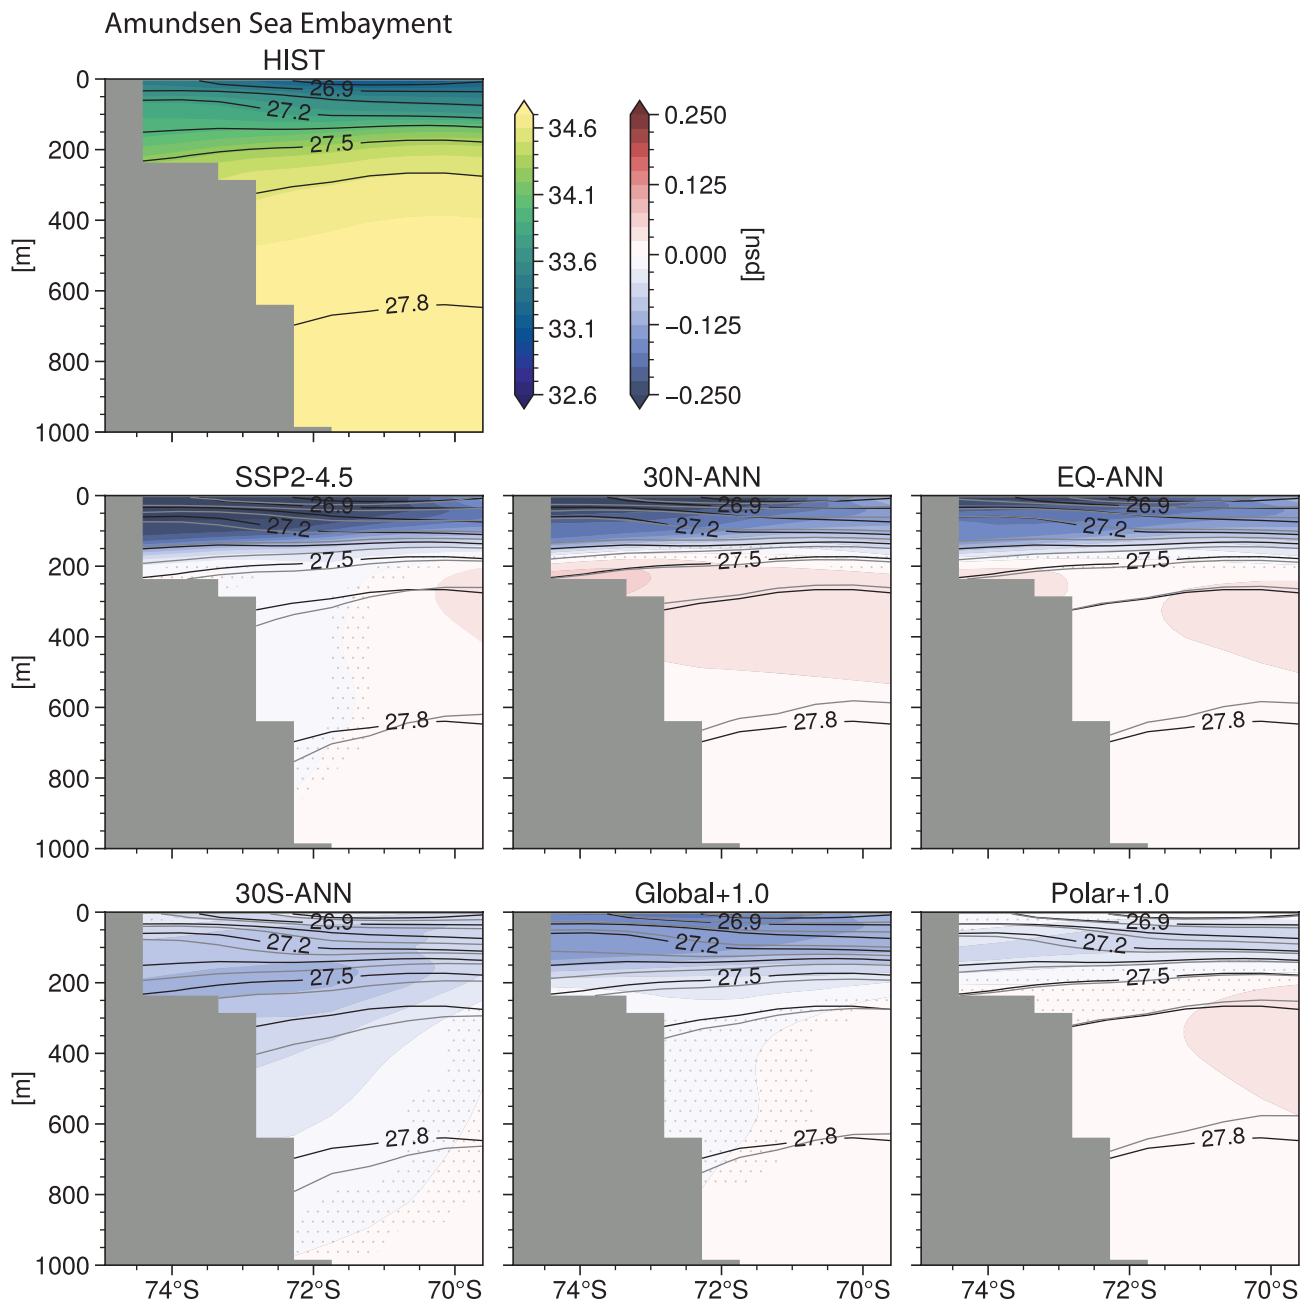 Amundsen Sea Embayment
HIST
0
200
400
600
800
1000
[m]
26.9
27.2
27.5
27.8
34.6
34.1
33.6
33.1
32.6
0.250
0.125
0.000
−0.125
−0.250
[psu]
SSP2-4.5
0
200
400
600
800
1000
[m]
26.9
27.2
27.5
27.8
30N-ANN
26.9
27.2
27.5
27.8
EQ-ANN
26.9
27.2
27.5
27.8
30S-ANN
0
200
400
600
800
1000
[m]
26.9
27.2
27.5
27.8
74°S
72°S
70°S
Global+1.0
26.9
27.2
27.5
27.8
74°S
72°S
70°S
Polar+1.0
26.9
27.2
27.5
27.8
74°S
72°S
70°S